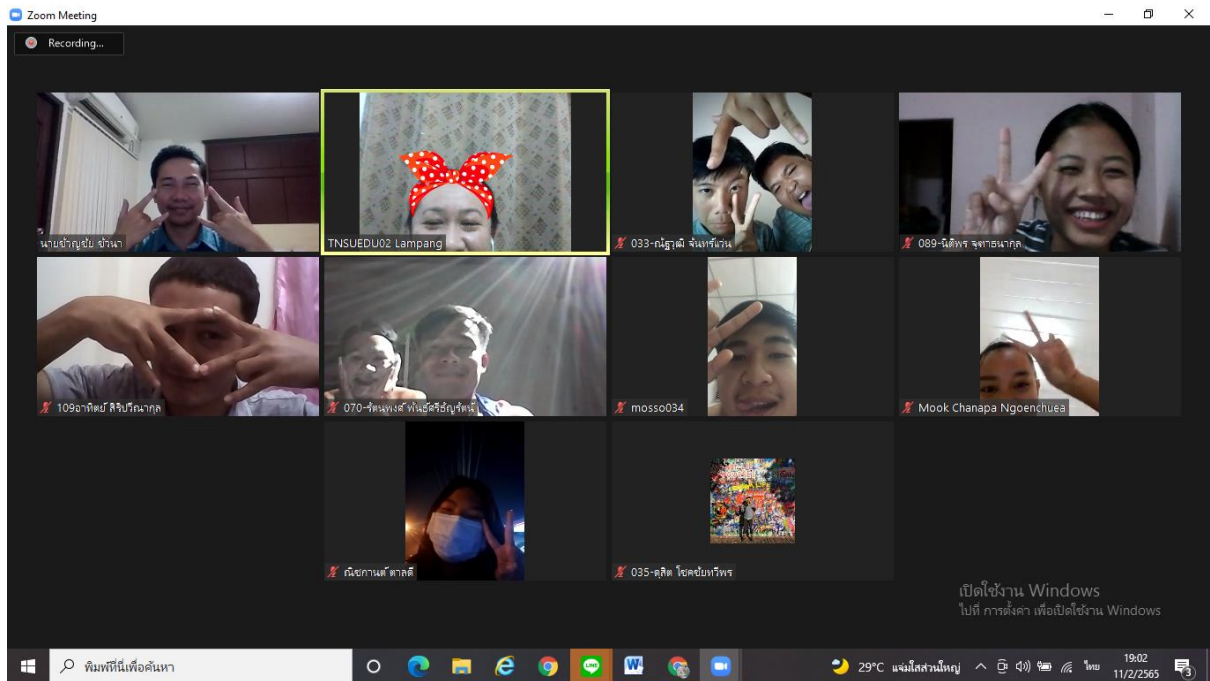 Zoom Meeting
Recording...
นายขวัญชัย ขัวนา
TNSUEDU02 Lampang
033-ณัฐวุฒิ จันทร์แว่น
089-นิติพร จุฑาธนากุล
109อาทิตย์ สิริปวีณากุล
070-รัตนพงศ์ พันธ์ศรีธัญรัตน์
mosso034
Mook Chanapa Ngoenchuea
ณิชกานต์ ตาลดี
035-ดุสิต โชคชัยทวีพร
เปิดใช้งาน Windows
ไปที่ การตั้งค่า เพื่อเปิดใช้งาน Windows
พิมพ์ที่นี่เพื่อค้นหา
29°C แจ่มใสส่วนใหญ่
ไทย
19:02
11/2/2565
3